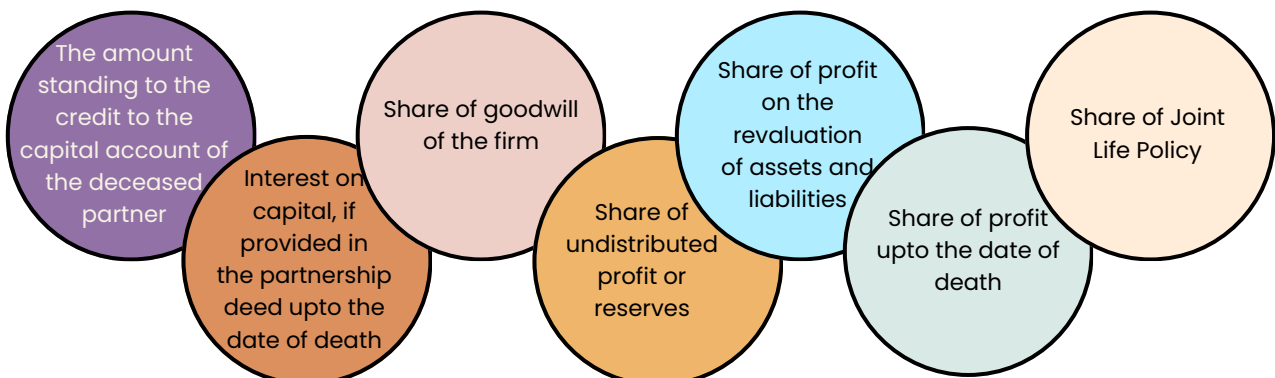 The amount
standing to the
credit to the
capital account of
the deceased
partner
Interest on
capital, if
provided in
the partnership
deed upto the
date of death
Share of goodwill
of the firm
Share of
undistributed
profit or
reserves
Share of profit
on the
revaluation
of assets and
liabilities
Share of profit
upto the date of
death
Share of Joint
Life Policy